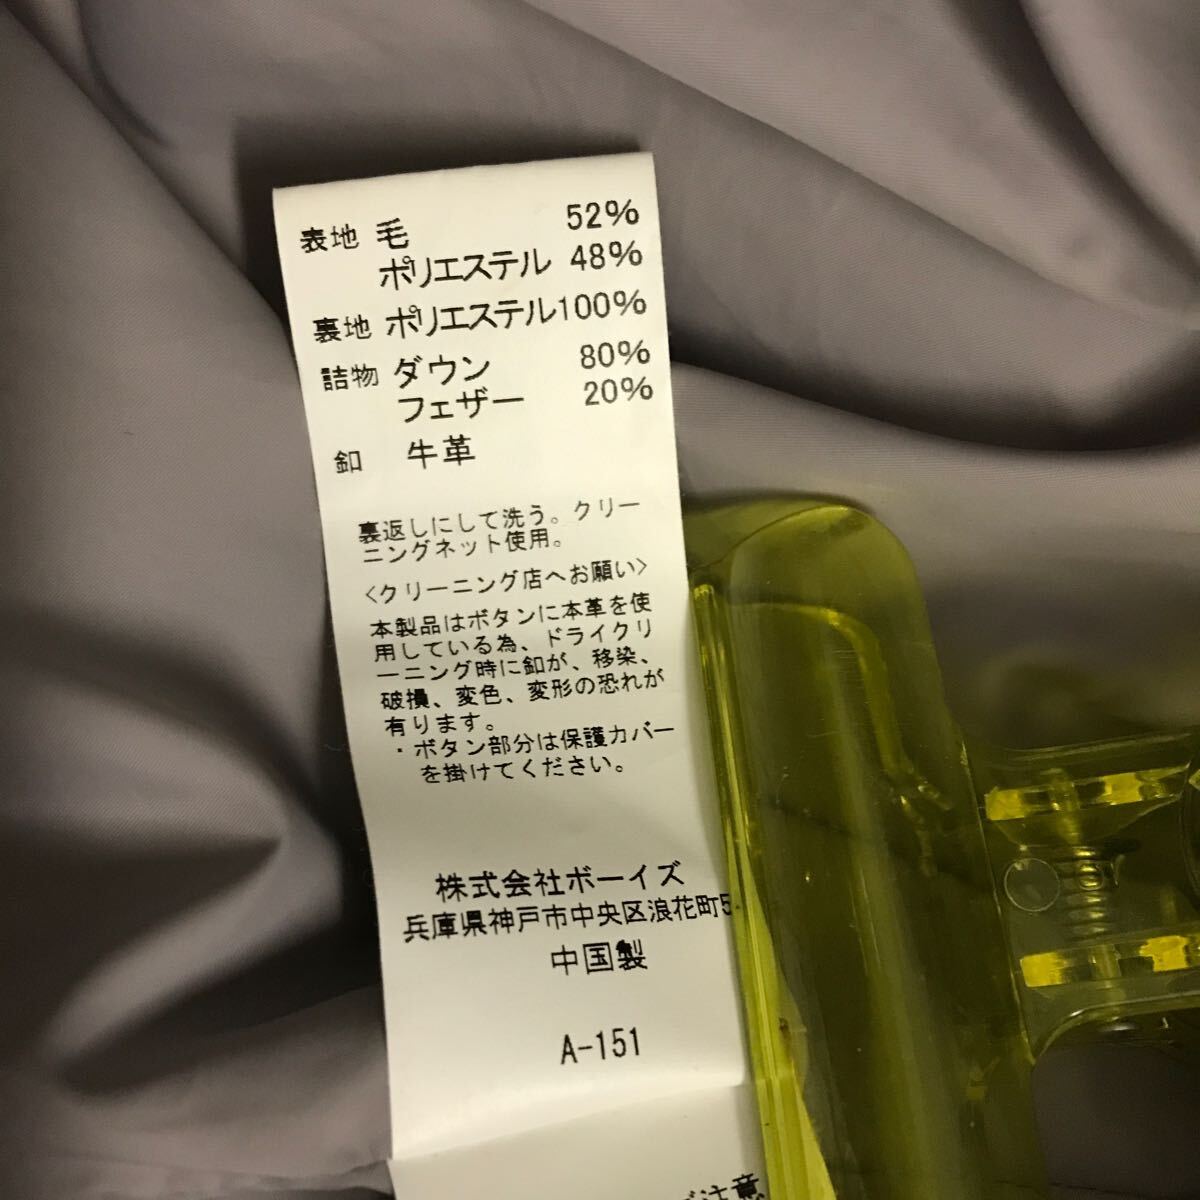 表地 毛 52%
ポリエステル 48%
裏地 ポリエステル100%
詰物 ダウン 80%
フェザー 20%
釦 牛革
裏返しにして洗う。クリー
ニングネット使用。
<クリーニング店へお願い>
本製品はボタンに本革を使
用している為、ドライクリ
ーニング時に釦が、移染、
破損、変色、変形の恐れが
有ります。
・ボタン部分は保護カバー
を掛けてください。
株式会社ボーイズ
兵庫県神戸市中央区浪花町5
中国製
A-151
注意